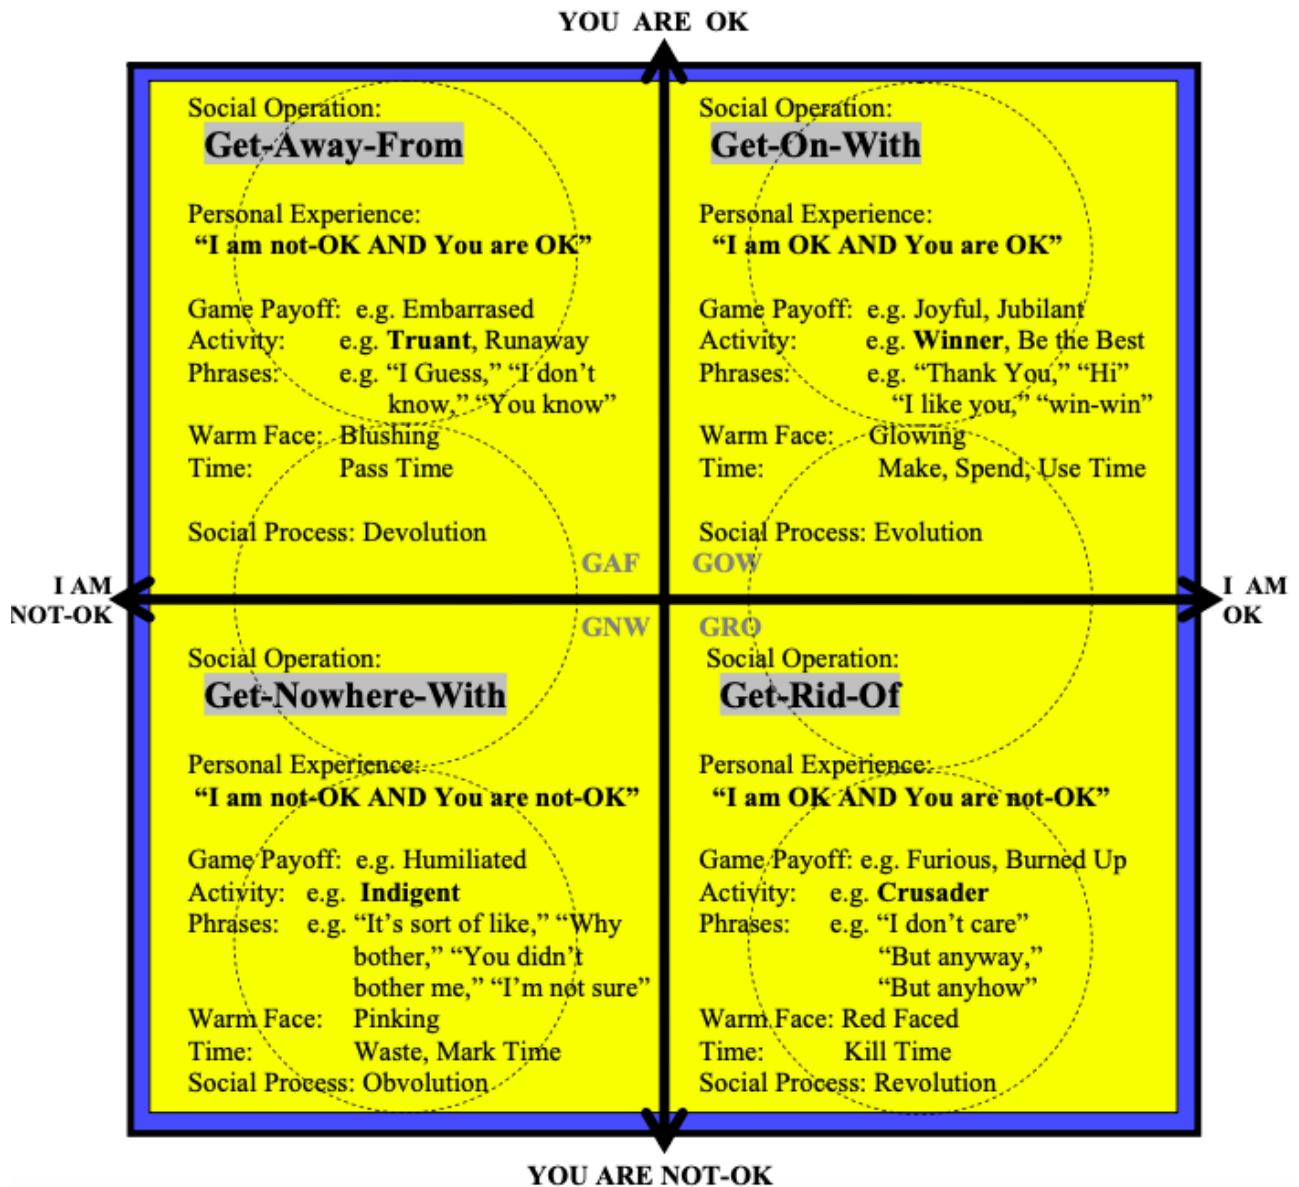 YOU ARE OK
Social Operation:
Get-Away-From
Personal Experience:
“I am not-OK AND You are OK”
Game Payoff: e.g. Embarrased
Activity: e.g. Truant, Runaway
Phrases: e.g. “I Guess,” “I don’t
know,” “You know”
Warm Face: Blushing
Time: Pass Time
Social Process: Devolution
GAF
Social Operation:
Get-On-With
Personal Experience:
“I am OK AND You are OK”
Game Payoff: e.g. Joyful, Jubilant
Activity: e.g. Winner, Be the Best
Phrases: e.g. “Thank You,” “Hi”
“I like you,” “win-win”
Warm Face: Glowing
Time: Make, Spend, Use Time
Social Process: Evolution
GOW
I AM
NOT-OK
I AM
OK
GNW
Social Operation:
Get-Nowhere-With
Personal Experience:
“I am not-OK AND You are not-OK”
Game Payoff: e.g. Humiliated
Activity: e.g. Indigent
Phrases: e.g. “It’s sort of like,” “Why
bother,” “You didn’t
bother me,” “I’m not sure”
Warm Face: Pinking
Time: Waste, Mark Time
Social Process: Obvolution
GRO
Social Operation:
Get-Rid-Of
Personal Experience:
“I am OK AND You are not-OK”
Game Payoff: e.g. Furious, Burned Up
Activity: e.g. Crusader
Phrases: e.g. “I don’t care”
“But anyway,”
“But anyhow”
Warm Face: Red Faced
Time: Kill Time
Social Process: Revolution
YOU ARE NOT-OK